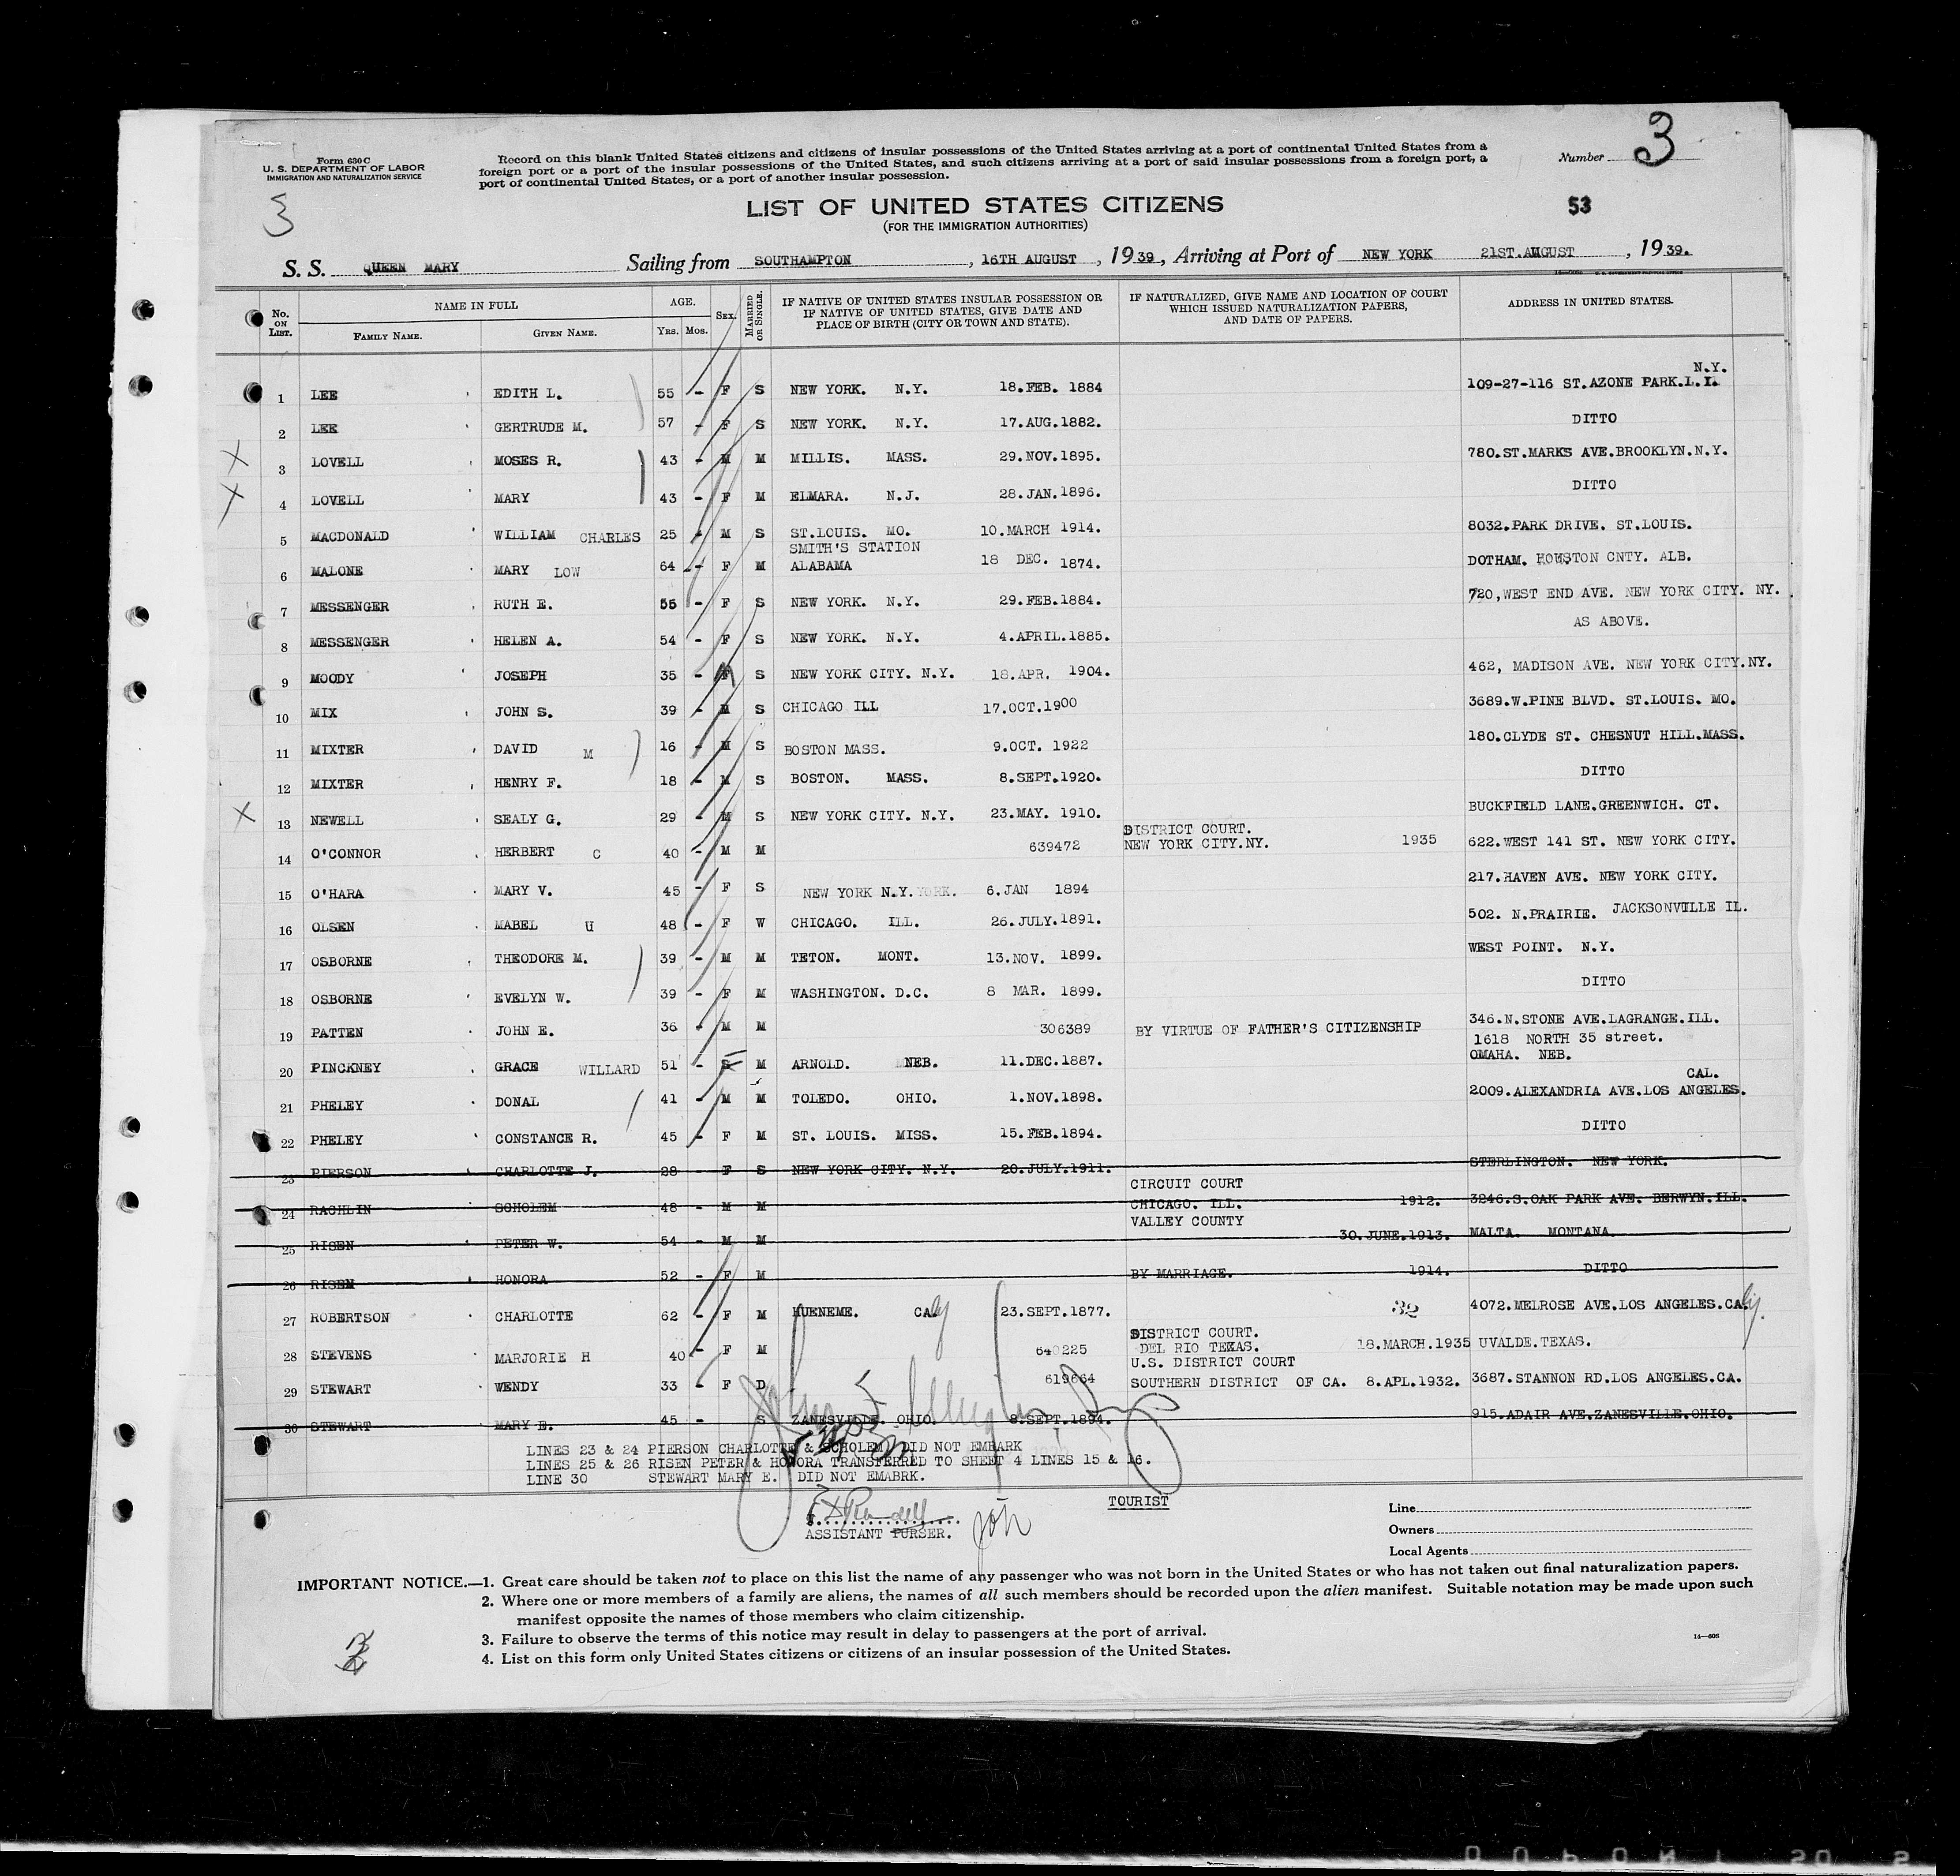 Form 630 C
U. S. DEPARTMENT OF LABOR
IMMIGRATION AND NATURALIZATION SERVICE
3
Record on this blank United States citizens and citizens of insular possessions of the United States arriving at a port of continental United States from a
foreign port or a port of the insular possessions of the United States, and such citizens arriving at a port of said insular possessions from a foreign port, a
port of continental United States, or a port of another insular possession.
Number 3
LIST OF UNITED STATES CITIZENS
(FOR THE IMMIGRATION AUTHORITIES)
53
S. S. QUEEN MARY Sailing from SOUTHAMPTON, 16TH AUGUST, 1939, Arriving at Port of NEW YORK 21ST.AUGUST, 1939.
No. ON LIST. NAME IN FULL FAMILY NAME. GIVEN NAME. AGE. YRS. MOS. SEX. MARRIED OR SINGLE. IF NATIVE OF UNITED STATES INSULAR POSSESSION OR IF NATIVE OF UNITED STATES, GIVE DATE AND PLACE OF BIRTH (CITY OR TOWN AND STATE). IF NATURALIZED, GIVE NAME AND LOCATION OF COURT WHICH ISSUED NATURALIZATION PAPERS, AND DATE OF PAPERS. ADDRESS IN UNITED STATES.
N.Y.
1 LEE EDITH L. 55 - F S NEW YORK. N.Y. 18.FEB. 1884 109-27-116 ST.AZONE PARK.L.I.
2 LEE GERTRUDE M. 57 - F S NEW YORK. N.Y. 17.AUG.1882. DITTO
X 3 LOVELL MOSES R. 43 - M M MILLIS. MASS. 29.NOV.1895. 780.ST.MARKS AVE.BROOKLYN.N.Y.
X 4 LOVELL MARY 43 - F M ELMARA. N.J. 28.JAN.1896. DITTO
5 MACDONALD WILLIAM CHARLES 25 - M S ST.LOUIS. MO. 10.MARCH 1914. 8032.PARK DRIVE. ST.LOUIS.
SMITH'S STATION
6 MALONE MARY LOW 64 - F M ALABAMA 18 DEC. 1874. DOTHAM. HOUSTON CNTY. ALB.
7 MESSENGER RUTH E. 55 - F S NEW YORK. N.Y. 29.FEB.1884. 720,WEST END AVE. NEW YORK CITY. NY.
8 MESSENGER HELEN A. 54 - F S NEW YORK. N.Y. 4.APRIL.1885. AS ABOVE.
9 MOODY JOSEPH 35 - M S NEW YORK CITY. N.Y. 18.APR. 1904. 462, MADISON AVE. NEW YORK CITY.NY.
10 MIX JOHN S. 39 - M S CHICAGO ILL 17.OCT.1900 3689.W.PINE BLVD. ST.LOUIS. MO.
11 MIXTER DAVID M 16 - M S BOSTON MASS. 9.OCT. 1922 180.CLYDE ST. CHESNUT HILL.MASS.
12 MIXTER HENRY F. 18 - M S BOSTON. MASS. 8.SEPT.1920. DITTO
X 13 NEWELL SEALY G. 29 - M S NEW YORK CITY. N.Y. 23.MAY. 1910. BUCKFIELD LANE.GREENWICH. CT.
DISTRICT COURT.
14 O'CONNOR HERBERT C 40 - M M 639472 NEW YORK CITY.NY. 1935 622.WEST 141 ST. NEW YORK CITY.
15 O'HARA MARY V. 45 - F S NEW YORK N.Y. YORK. 6.JAN 1894 217.HAVEN AVE. NEW YORK CITY.
16 OLSEN MABEL U 48 - F W CHICAGO. ILL. 26.JULY.1891. 502. N.PRAIRIE. JACKSONVILLE IL.
17 OSBORNE THEODORE M. 39 - M M TETON. MONT. 13.NOV. 1899. WEST POINT. N.Y.
18 OSBORNE EVELYN W. 39 - F M WASHINGTON. D.C. 8 MAR. 1899. DITTO
19 PATTEN JOHN E. 36 - M M 306389 BY VIRTUE OF FATHER'S CITIZENSHIP 346.N.STONE AVE.LAGRANGE.ILL.
1618 NORTH 35 street.
20 PINCKNEY GRACE WILLARD 51 - F M ARNOLD. NEB. 11.DEC.1887. OMAHA. NEB.
CAL.
21 PHELEY DONAL 41 - M M TOLEDO. OHIO. 1.NOV.1898. 2009.ALEXANDRIA AVE.LOS ANGELES.
22 PHELEY CONSTANCE R. 45 - F M ST. LOUIS. MISS. 15.FEB.1894. DITTO
23 PIERSON CHARLOTTE J. 28 - F S NEW YORK CITY. N.Y. 20.JULY.1911. STERLINGTON. NEW YORK.
CIRCUIT COURT
24 RACHLIN SCHOLEM 48 - M M CHICAGO. ILL. 1912. 3246.S.OAK PARK AVE. BERWYN.ILL.
VALLEY COUNTY
25 RISEN PETER W. 54 - M M 30.JUNE.1913. MALTA. MONTANA.
26 RISEN HONORA 52 - F M BY MARRIAGE. 1914. DITTO
27 ROBERTSON CHARLOTTE 62 - F M HUENEME. CA 23.SEPT.1877. 32 4072.MELROSE AVE.LOS ANGELES.CA.
DISTRICT COURT.
28 STEVENS MARJORIE H 40 - F M 640225 DEL RIO TEXAS. 18.MARCH.1935 UVALDE.TEXAS.
U.S. DISTRICT COURT
29 STEWART WENDY 33 - F D 619664 SOUTHERN DISTRICT OF CA. 8.APL.1932. 3687.STANNON RD.LOS ANGELES.CA.
30 STEWART MARY E. 45 - S ZANESVILLE. OHIO. 8.SEPT.1894. 915.ADAIR AVE.ZANESVILLE.OHIO.
LINES 23 & 24 PIERSON CHARLOTTE & SCHOLEM DID NOT EMBARK
LINES 25 & 26 RISEN PETER & HONORA TRANSFERRED TO SHEET 4 LINES 15 & 16.
LINE 30 STEWART MARY E. DID NOT EMABRK.
ASSISTANT PURSER.
TOURIST
Line
Owners
Local Agents
IMPORTANT NOTICE.—1. Great care should be taken not to place on this list the name of any passenger who was not born in the United States or who has not taken out final naturalization papers.
2. Where one or more members of a family are aliens, the names of all such members should be recorded upon the alien manifest. Suitable notation may be made upon such
manifest opposite the names of those members who claim citizenship.
3. Failure to observe the terms of this notice may result in delay to passengers at the port of arrival.
4. List on this form only United States citizens or citizens of an insular possession of the United States.
14—605